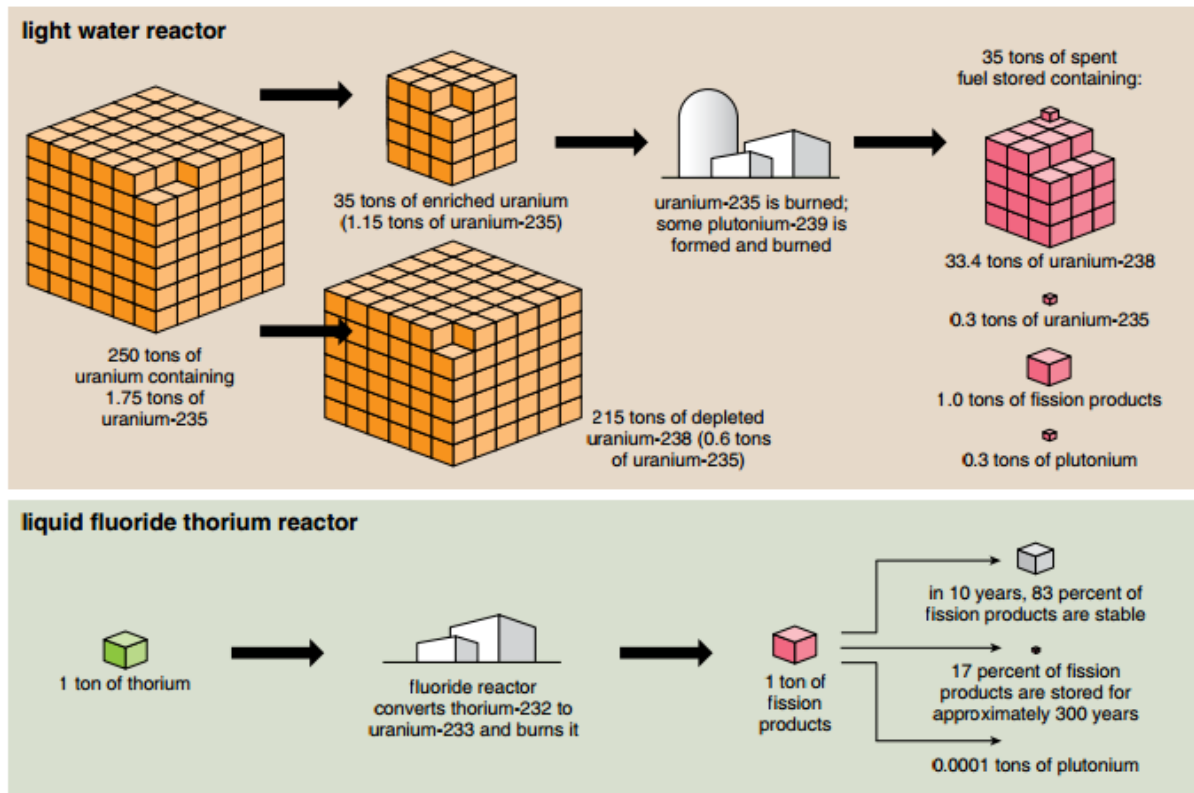 light water reactor
250 tons of
uranium containing
1.75 tons of
uranium-235
35 tons of enriched uranium
(1.15 tons of uranium-235)
215 tons of depleted
uranium-238 (0.6 tons
of uranium-235)
uranium-235 is burned;
some plutonium-239 is
formed and burned
35 tons of spent
fuel stored containing:
33.4 tons of uranium-238
0.3 tons of uranium-235
1.0 tons of fission products
0.3 tons of plutonium
liquid fluoride thorium reactor
1 ton of thorium
fluoride reactor
converts thorium-232 to
uranium-233 and burns it
1 ton of
fission
products
in 10 years, 83 percent of
fission products are stable
17 percent of fission
products are stored for
approximately 300 years
0.0001 tons of plutonium